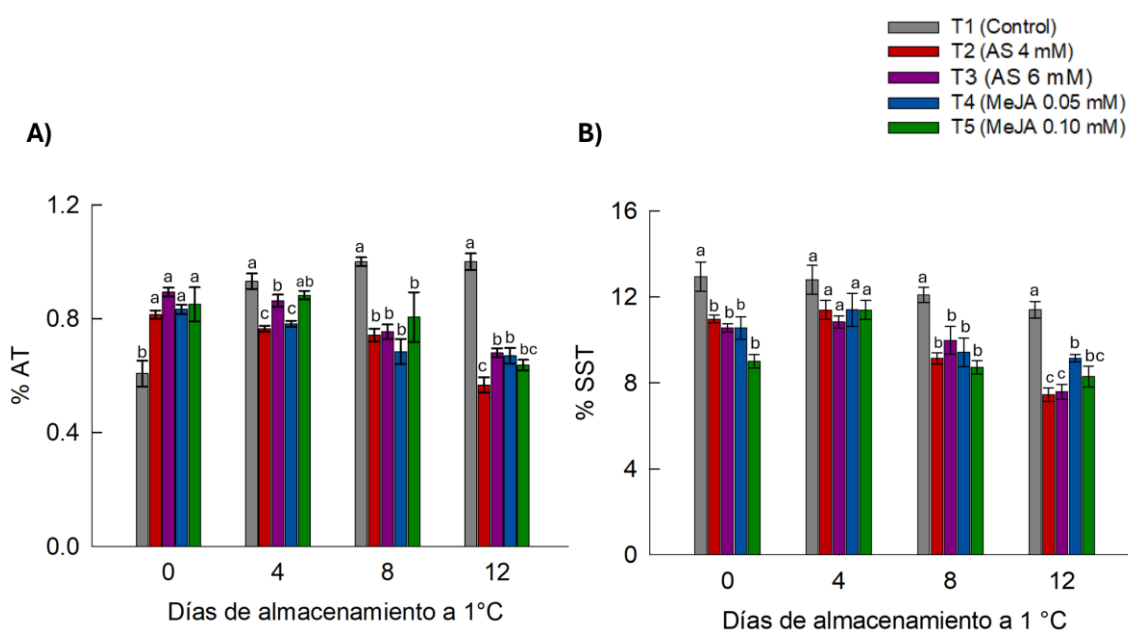 T1 (Control)
T2 (AS 4 mM)
T3 (AS 6 mM)
T4 (MeJA 0.05 mM)
T5 (MeJA 0.10 mM)
A)
B)
% AT
1.2
0.8
0.4
0.0
b a a a a
a c b c ab
a b b b b
a c b b bc
0 4 8 12
Días de almacenamiento a 1°C
% SST
16
12
8
4
0
a b b b b
a a a a a
a b b b b
a c c b bc
0 4 8 12
Días de almacenamiento a 1 °C